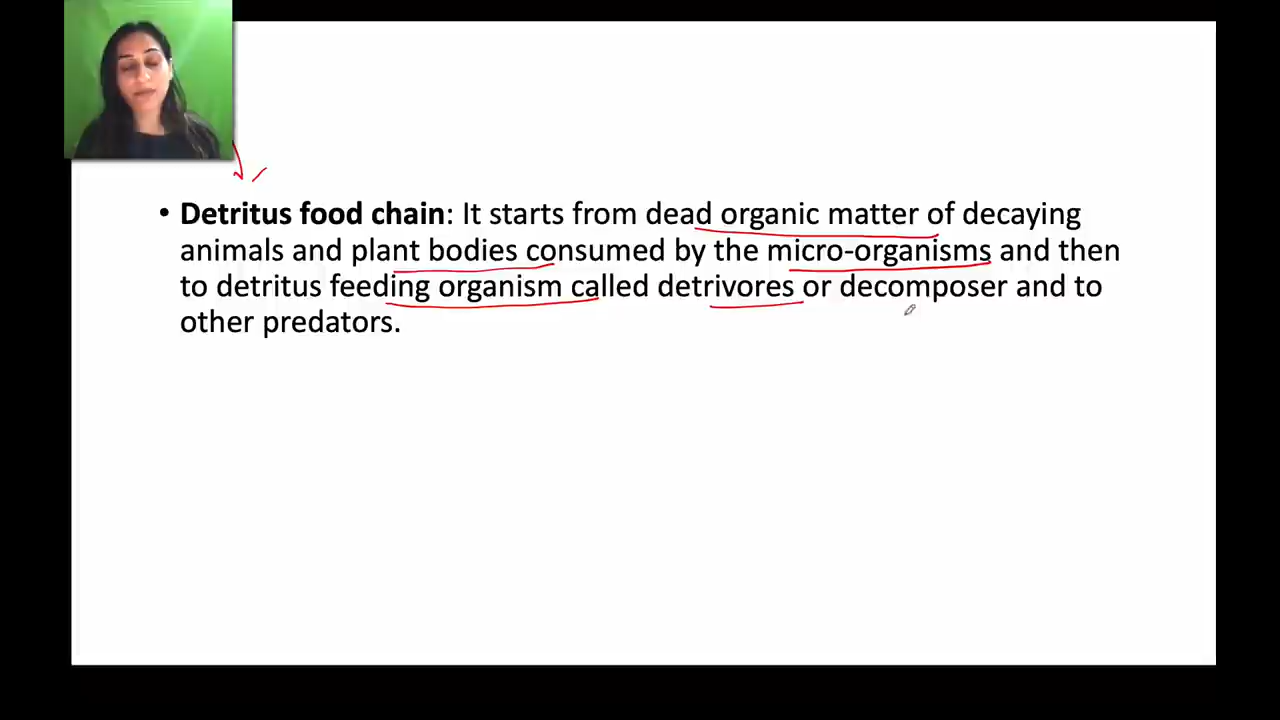 • Detritus food chain: It starts from dead organic matter of decaying
animals and plant bodies consumed by the micro-organisms and then
to detritus feeding organism called detrivores or decomposer and to
other predators.